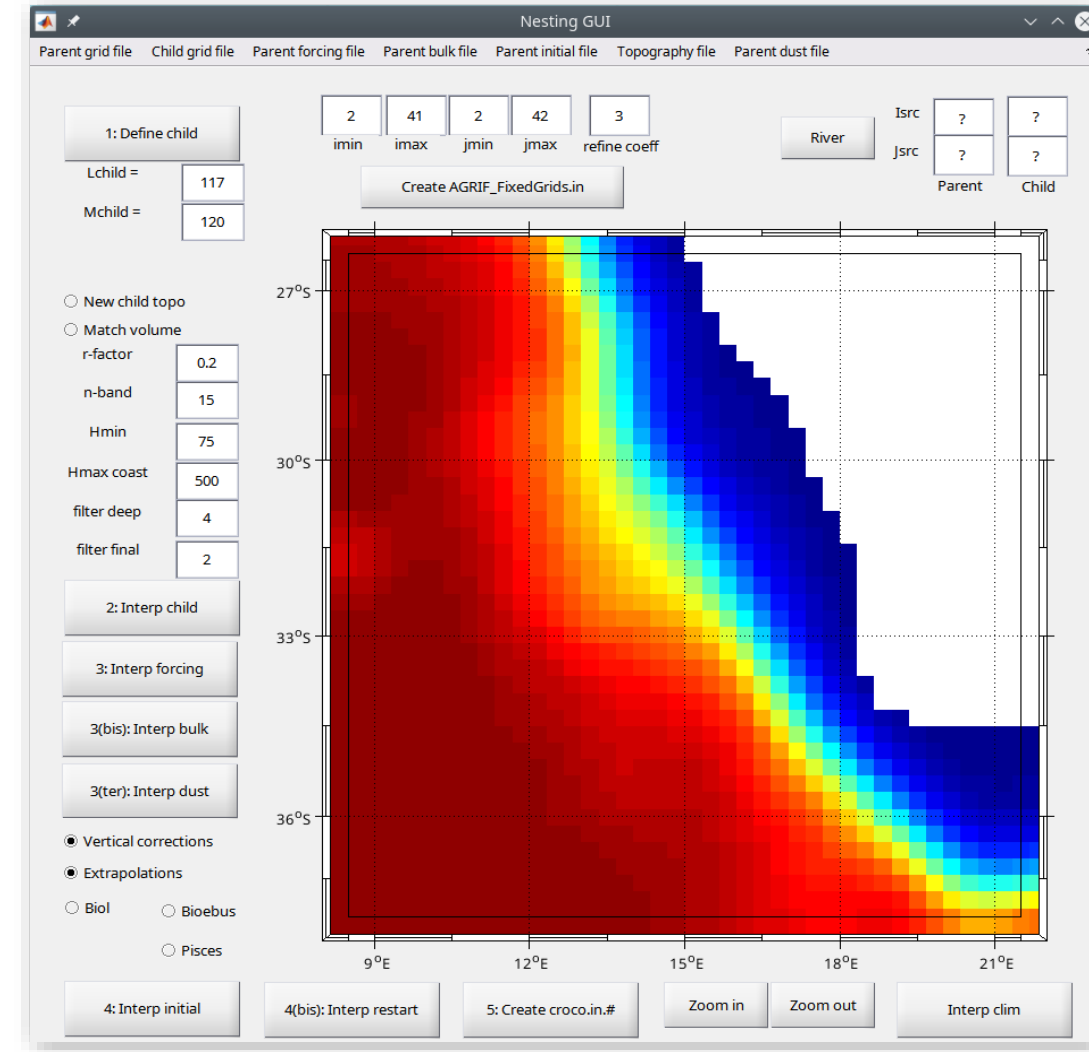 Nesting GUI
Parent grid file Child grid file Parent forcing file Parent bulk file Parent initial file Topography file Parent dust file
1: Define child
Lchild = 117
Mchild = 120
2 41 2 42 3
imin imax jmin jmax refine coeff
Create AGRIF_FixedGrids.in
River
Isrc ? ?
Jsrc ? ?
Parent Child
New child topo
Match volume
r-factor 0.2
n-band 15
Hmin 75
Hmax coast 500
filter deep 4
filter final 2
2: Interp child
3: Interp forcing
3(bis): Interp bulk
3(ter): Interp dust
Vertical corrections
Extrapolations
Biol Bioebus
Pisces
27°S
30°S
33°S
36°S
9°E 12°E 15°E 18°E 21°E
4: Interp initial 4(bis): Interp restart 5: Create croco.in.# Zoom in Zoom out Interp clim